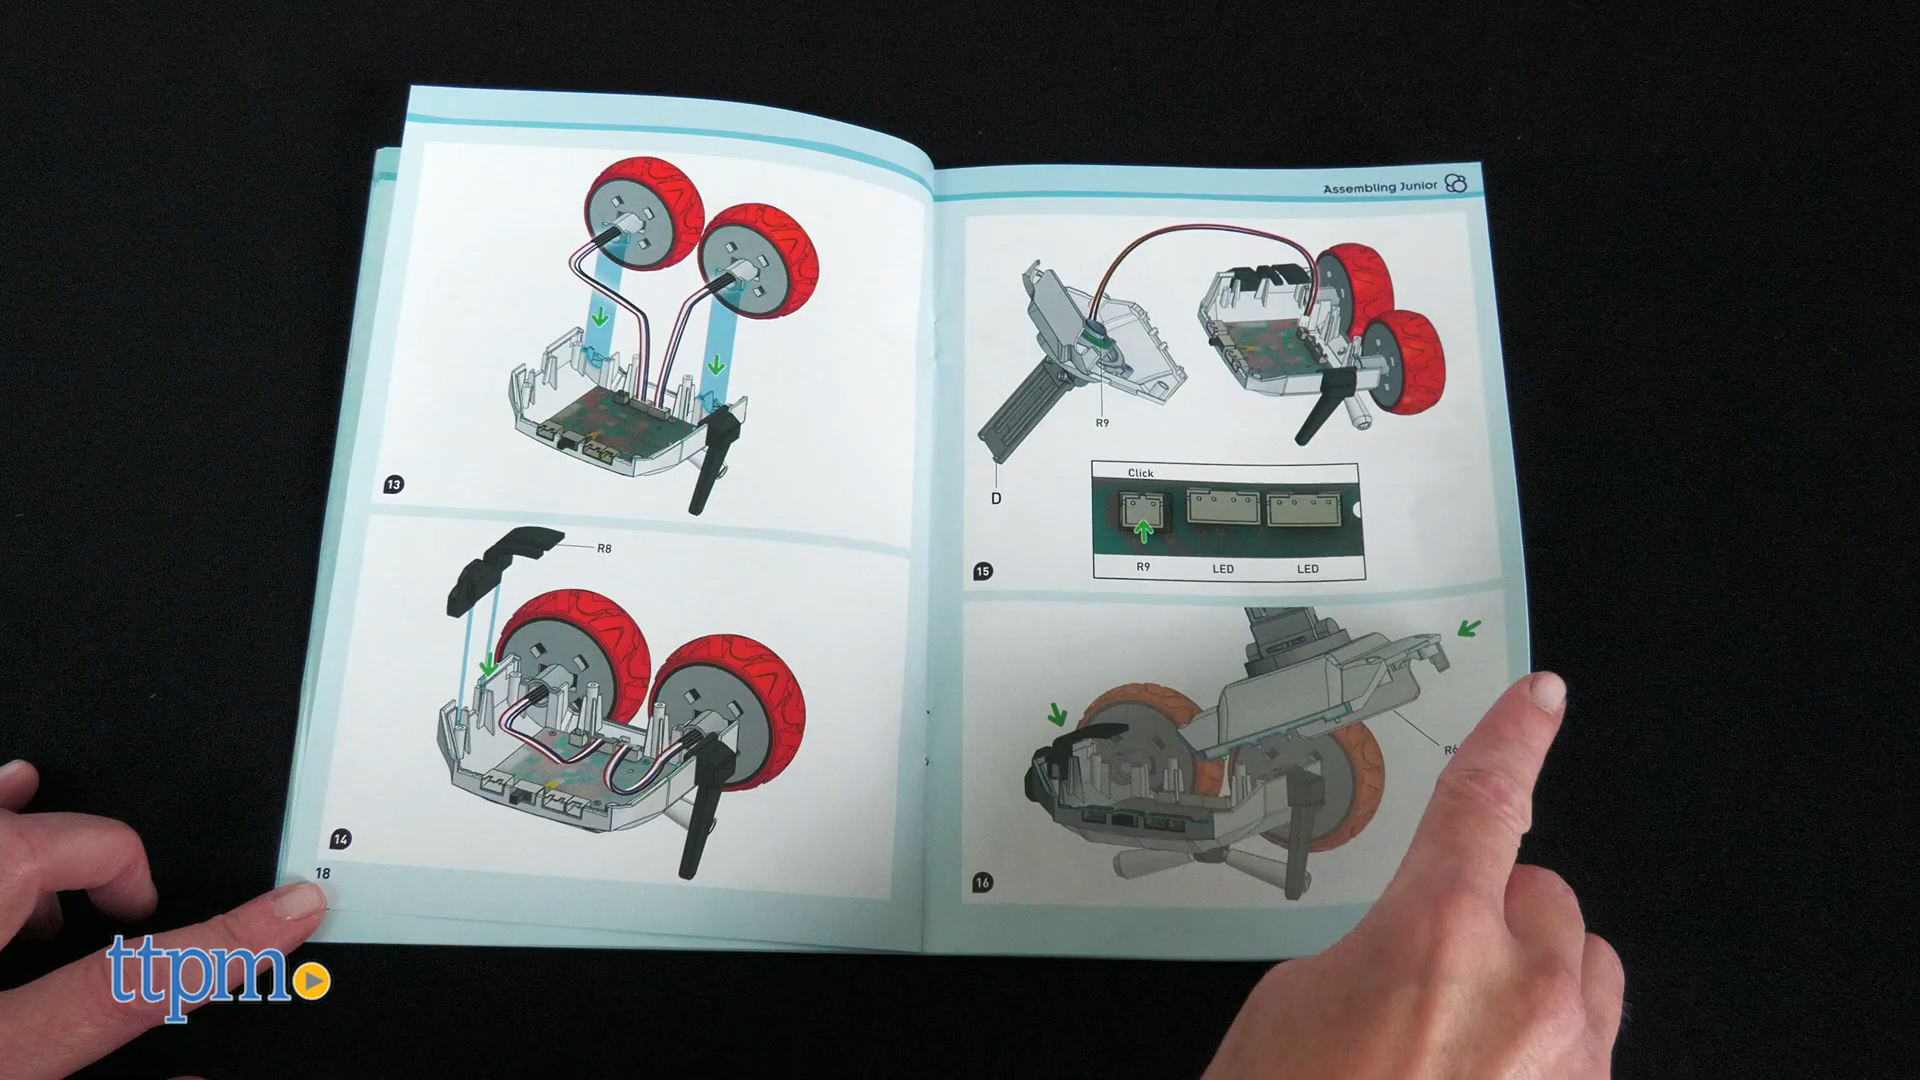 13
R8
14
18
Assembling Junior
R9
D
Click
R9 LED LED
15
16
ttpm